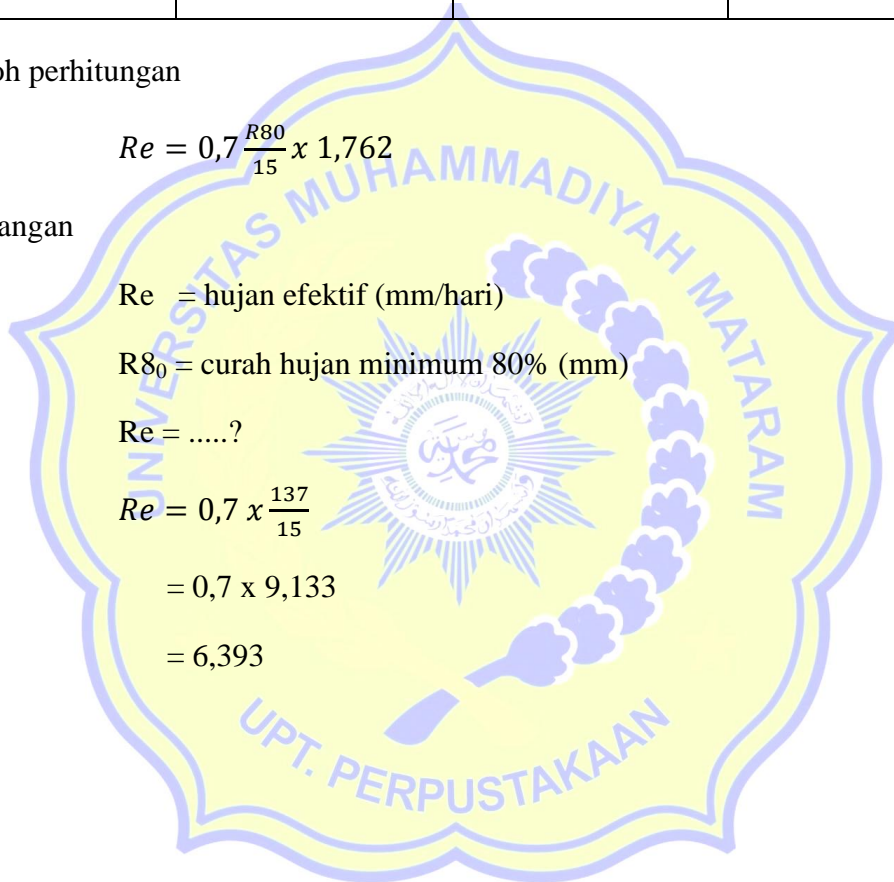 oh perhitungan
Re = 0,7 R80/15 x 1,762
angan
Re = hujan efektif (mm/hari)
R8₀ = curah hujan minimum 80% (mm)
Re = .....?
Re = 0,7 x 137/15
= 0,7 x 9,133
= 6,393
UNIVERSITAS MUHAMMADIYAH MATARAM
UPT. PERPUSTAKAAN